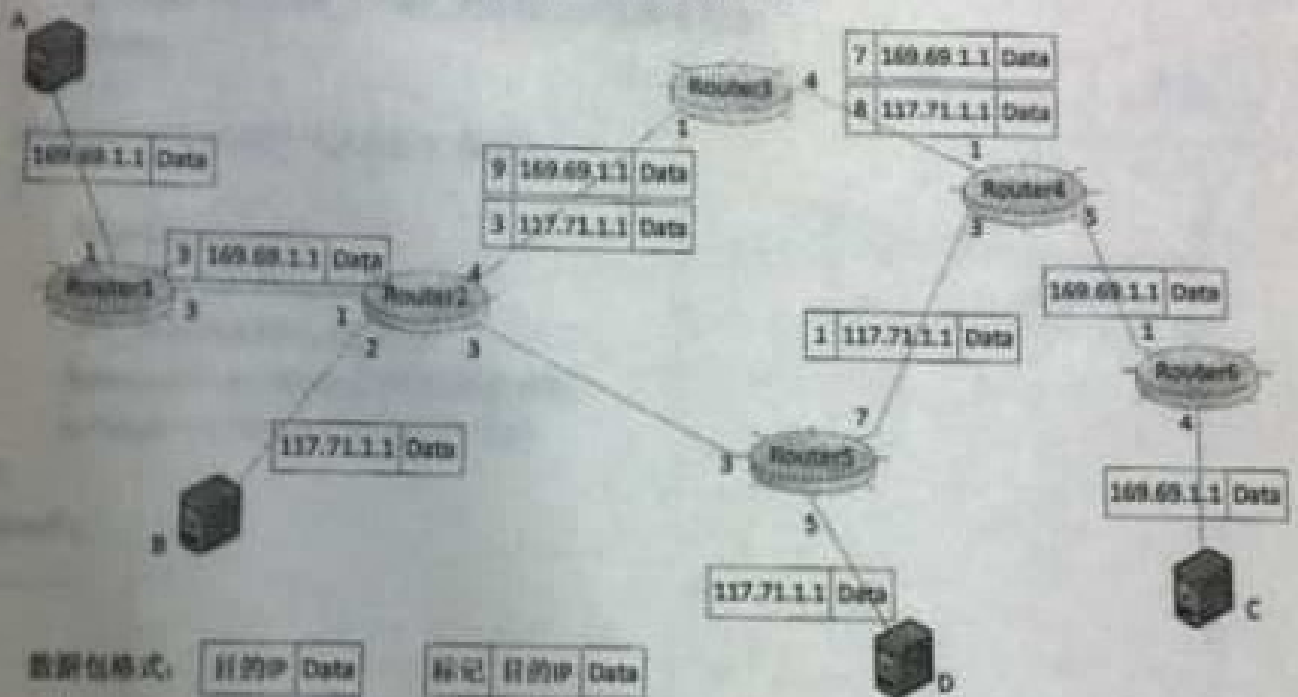 A
7 169.69.1.1 Data
8 117.71.1.1 Data
Router3
4
1
169.69.1.1 Data
9 169.69.1.1 Data
3 117.71.1.1 Data
1
Router4
3
5
1
3 169.69.1.1 Data
Router1
3
4
Router2
1
2
3
169.69.1.1 Data
1 117.71.1.1 Data
1
Router6
4
117.71.1.1 Data
7
3
Router5
5
169.69.1.1 Data
B
117.71.1.1 Data
C
D
数据包格式: 目的IP Data 标记 目的IP Data